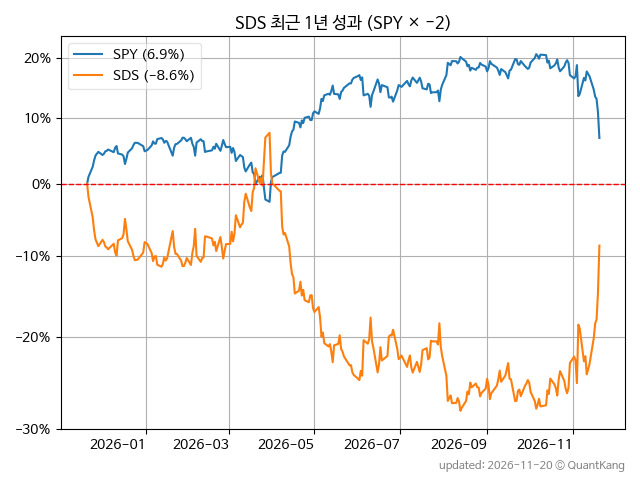 SDS 최근 1년 성과 (SPY × −2)
SPY (6.9%)
SDS (−8.6%)
20%
10%
0%
−10%
−20%
−30%
2026-01 2026-03 2026-05 2026-07 2026-09 2026-11
updated: 2026-11-20 © QuantKang